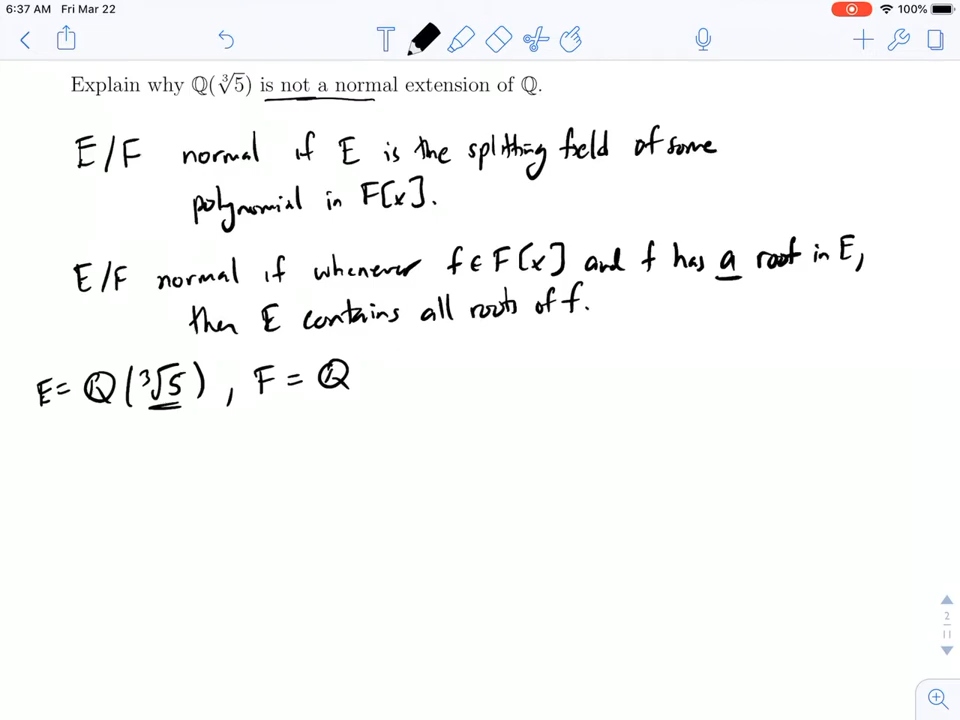 6:37 AM Fri Mar 22 100%
T
Explain why ℚ(∛5) is not a normal extension of ℚ.
E/F normal if E is the splitting field of some
polynomial in F[x].
E/F normal if whenever f ∈ F[x] and f has a root in E,
then E contains all roots of f.
E = ℚ(∛5), F = ℚ
2
11